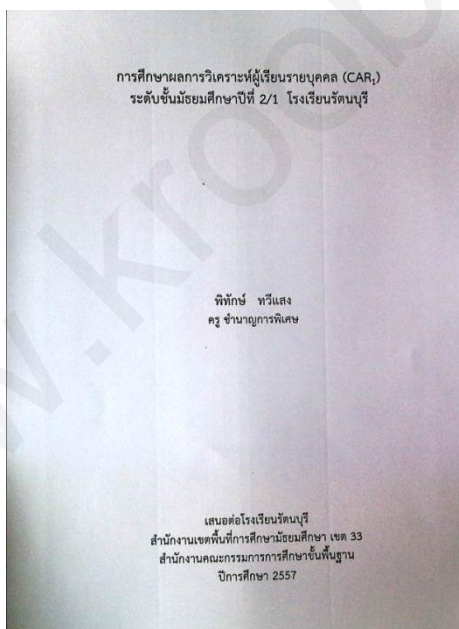 การศึกษาผลการวิเคราะห์ผู้เรียนรายบุคคล (CAR₁)
ระดับชั้นมัธยมศึกษาปีที่ 2/1 โรงเรียนรัตนบุรี
พิทักษ์ ทวีแสง
ครู ชำนาญการพิเศษ
เสนอต่อโรงเรียนรัตนบุรี
สำนักงานเขตพื้นที่การศึกษามัธยมศึกษา เขต 33
สำนักงานคณะกรรมการการศึกษาขั้นพื้นฐาน
ปีการศึกษา 2557